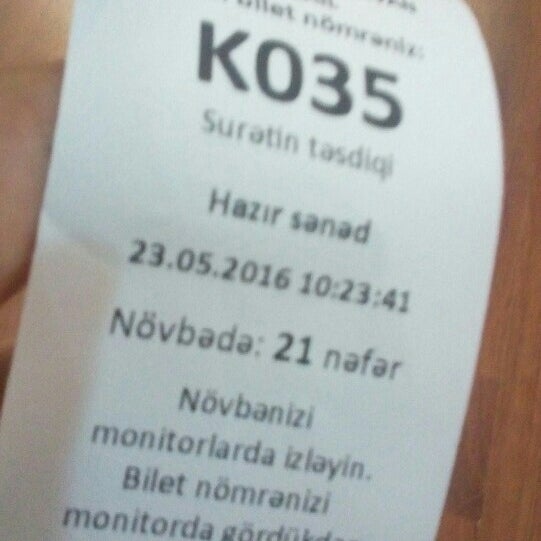 bilet nömrəniz:
K035
Surətin təsdiqi
Hazır sənəd
23.05.2016 10:23:41
Növbədə: 21 nəfər
Növbənizi
monitorlarda izləyin.
Bilet nömrənizi
monitorda